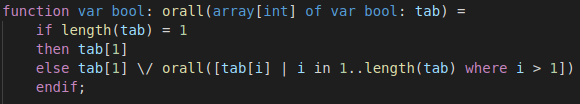 function var bool: orall(array[int] of var bool: tab) =
    if length(tab) = 1
    then tab[1]
    else tab[1] \/ orall([tab[i] | i in 1..length(tab) where i > 1])
    endif;